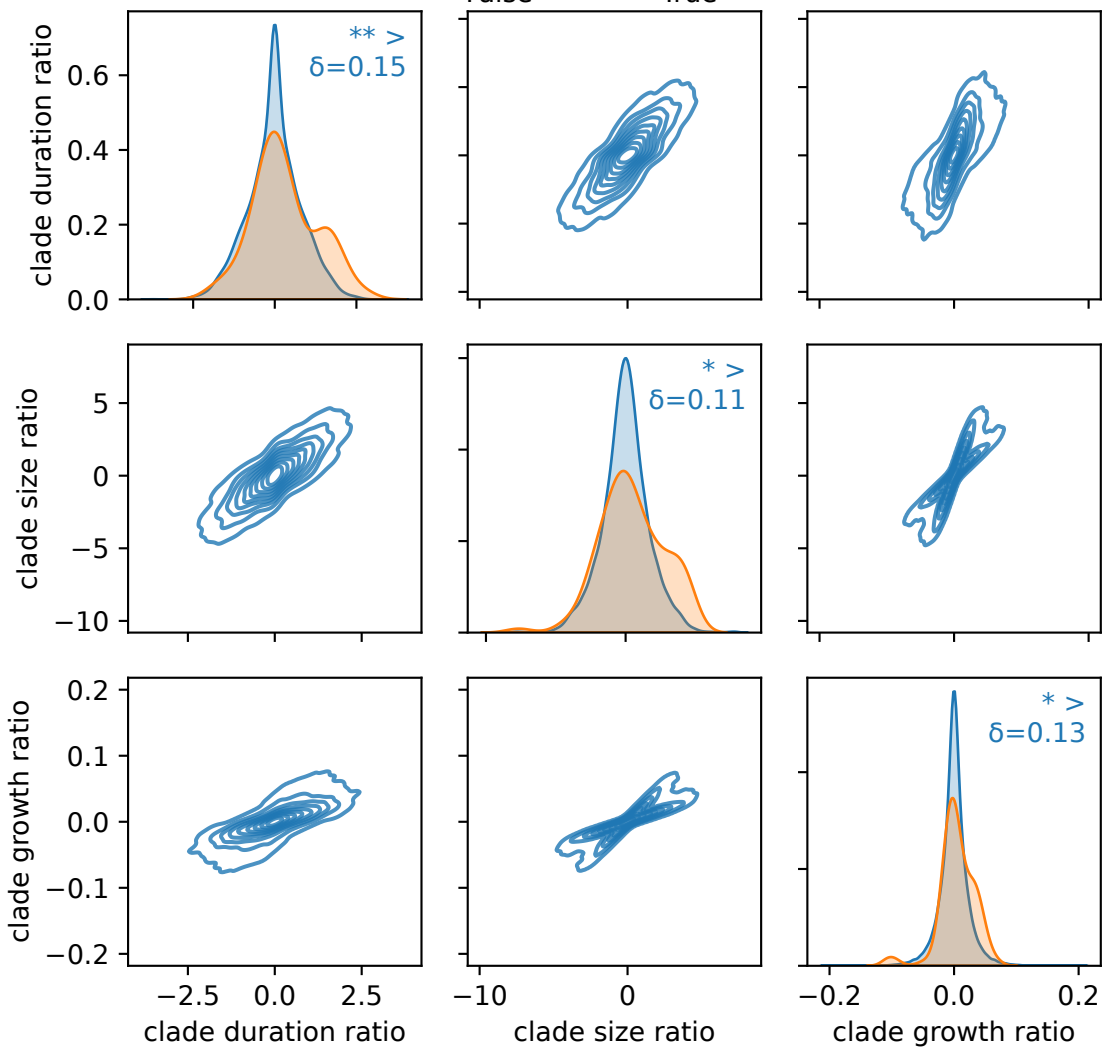 False True
clade duration ratio
0.6
0.4
0.2
0.0
** >
δ=0.15
clade size ratio
5
0
−5
−10
* >
δ=0.11
clade growth ratio
0.2
0.1
0.0
−0.1
−0.2
* >
δ=0.13
−2.5 0.0 2.5
−10 0
−0.2 0.0 0.2
clade duration ratio
clade size ratio
clade growth ratio